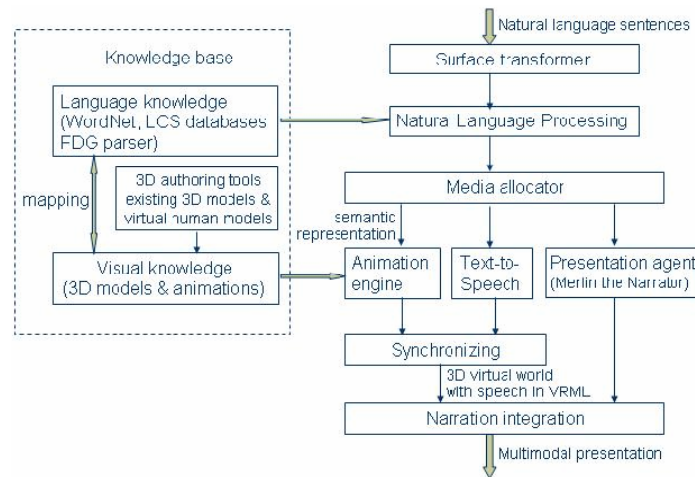 Natural language sentences
Knowledge base
Surface transformer
Language knowledge
(WordNet, LCS databases
FDG parser)
Natural Language Processing
mapping
3D authoring tools
existing 3D models &
virtual human models
Media allocator
semantic
representation
Visual knowledge
(3D models & animations)
Animation
engine
Text-to-
Speech
Presentation agent
(Merlin the Narrator)
Synchronizing
3D virtual world
with speech in VRML
Narration integration
Multimodal presentation